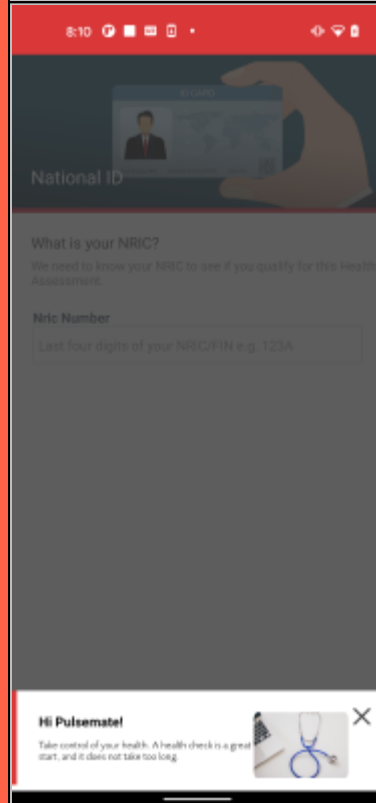 8:10
ID CARD
National ID
What is your NRIC?
We need to know your NRIC to see if you qualify for this Health
Assessment.
Nric Number
Last four digits of your NRIC/FIN e.g. 123A
Hi Pulsemate!
Take control of your health. A health check is a great
start, and it does not take too long.